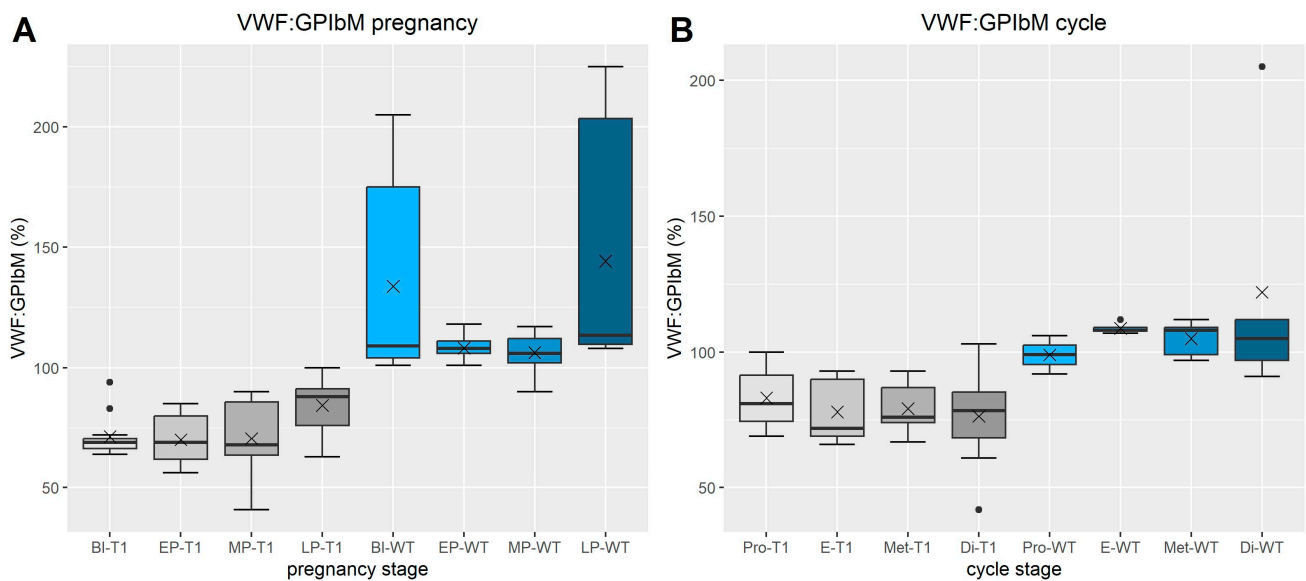 A
VWF:GPIbM pregnancy
VWF:GPIbM (%)
200
150
100
50
BI-T1 EP-T1 MP-T1 LP-T1 BI-WT EP-WT MP-WT LP-WT
pregnancy stage
B
VWF:GPIbM cycle
VWF:GPIbM (%)
200
150
100
50
Pro-T1 E-T1 Met-T1 Di-T1 Pro-WT E-WT Met-WT Di-WT
cycle stage